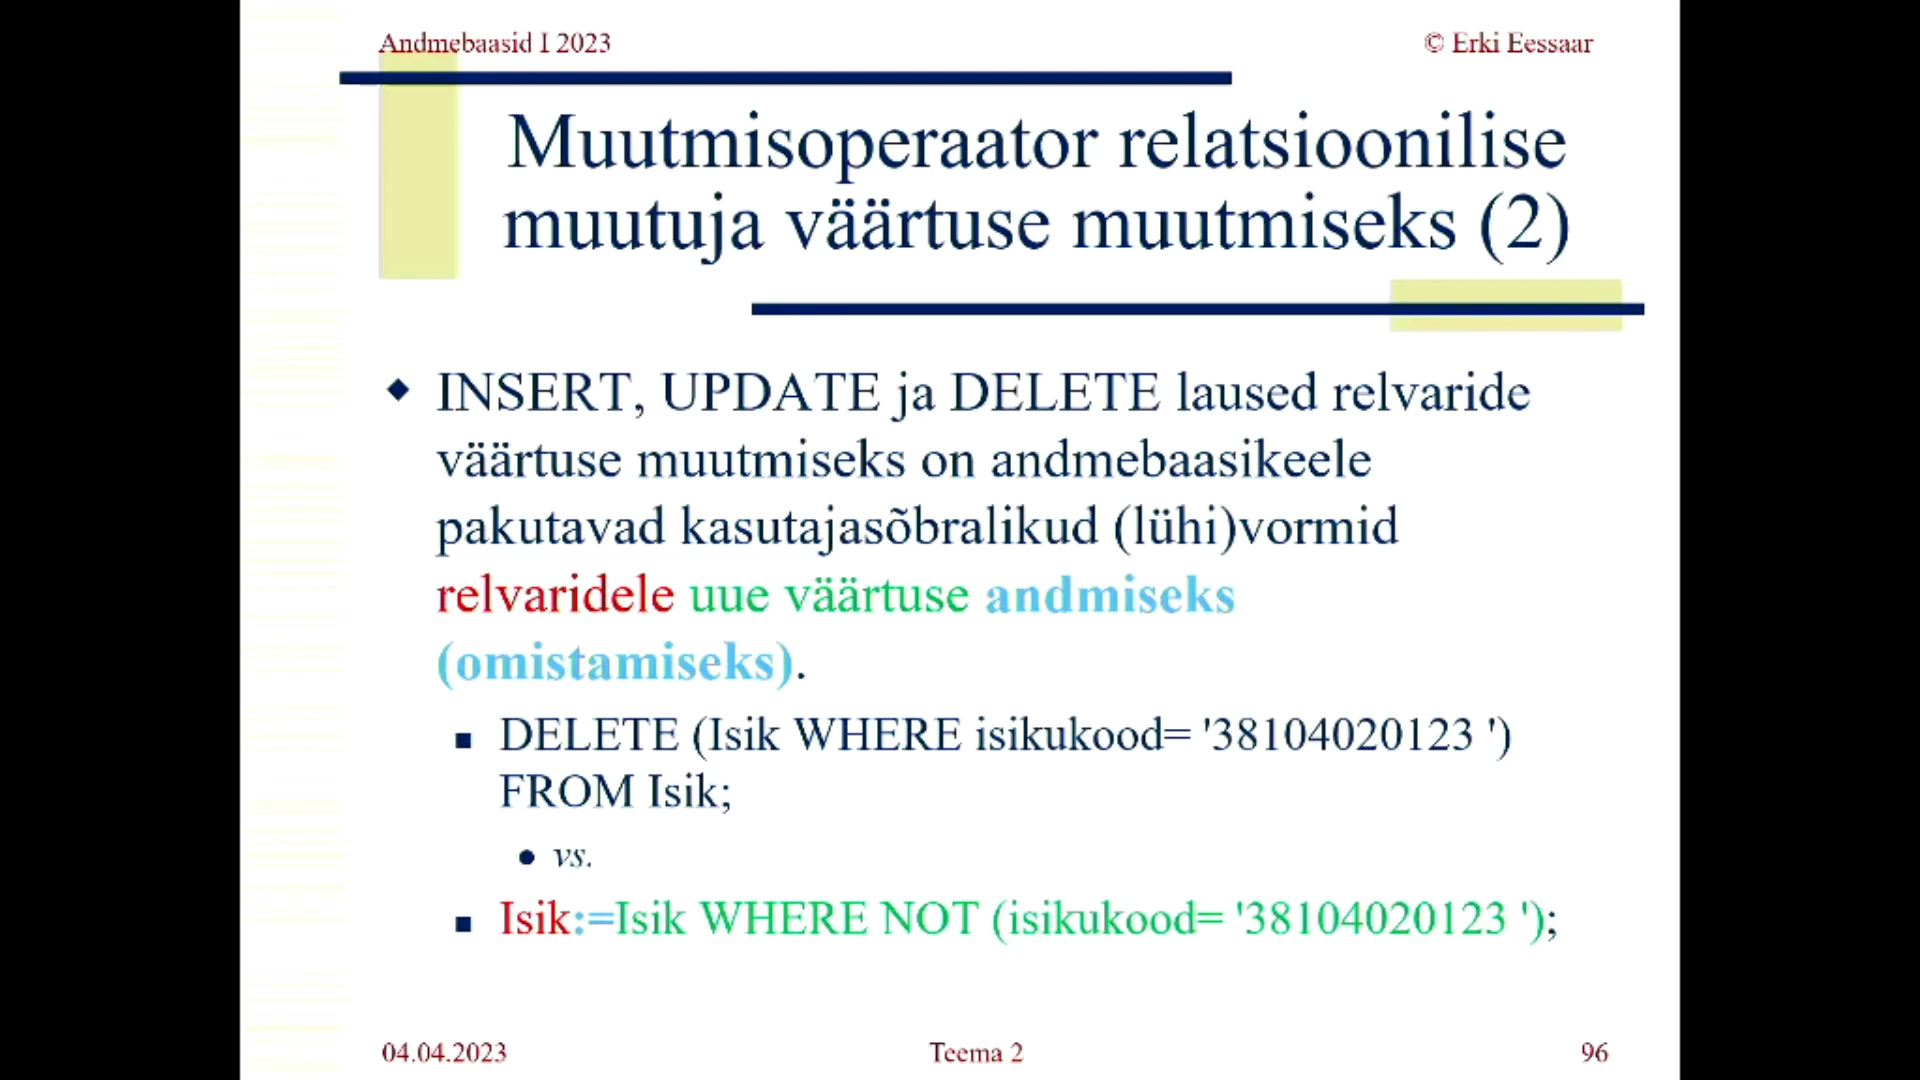 Andmebaasid I 2023
© Erki Eessaar
Muutmisoperaator relatsioonilise
muutuja väärtuse muutmiseks (2)
INSERT, UPDATE ja DELETE laused relvaride
väärtuse muutmiseks on andmebaasikeele
pakutavad kasutajasõbralikud (lühi)vormid
relvaridele uue väärtuse andmiseks
(omistamiseks).
DELETE (Isik WHERE isikukood= '38104020123 ')
FROM Isik;
vs.
Isik:=Isik WHERE NOT (isikukood= '38104020123 ');
04.04.2023
Teema 2
96